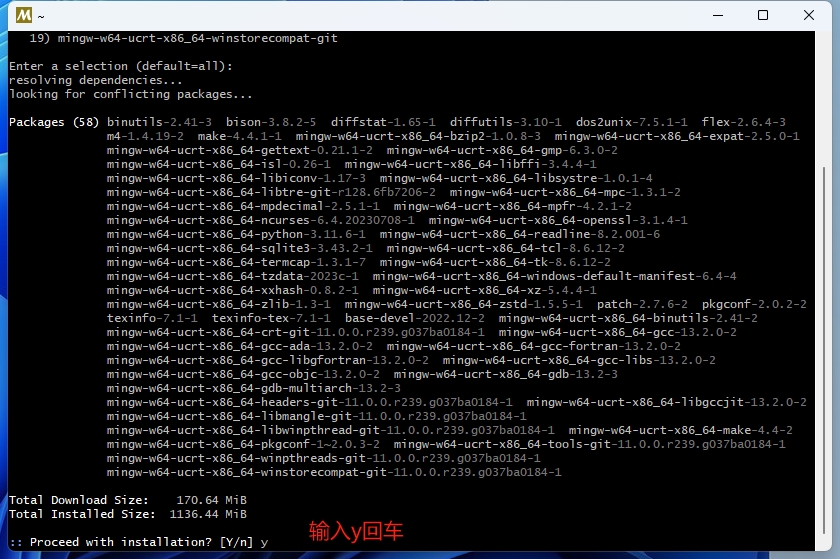 ~
19) mingw-w64-ucrt-x86_64-winstorecompat-git
Enter a selection (default=all):
resolving dependencies...
looking for conflicting packages...
Packages (58) binutils-2.41-3  bison-3.8.2-5  diffstat-1.65-1  diffutils-3.10-1  dos2unix-7.5.1-1  flex-2.6.4-3
m4-1.4.19-2  make-4.4.1-1  mingw-w64-ucrt-x86_64-bzip2-1.0.8-3  mingw-w64-ucrt-x86_64-expat-2.5.0-1
mingw-w64-ucrt-x86_64-gettext-0.21.1-2  mingw-w64-ucrt-x86_64-gmp-6.3.0-2
mingw-w64-ucrt-x86_64-isl-0.26-1  mingw-w64-ucrt-x86_64-libffi-3.4.4-1
mingw-w64-ucrt-x86_64-libiconv-1.17-3  mingw-w64-ucrt-x86_64-libsystre-1.0.1-4
mingw-w64-ucrt-x86_64-libtre-git-r128.6fb7206-2  mingw-w64-ucrt-x86_64-mpc-1.3.1-2
mingw-w64-ucrt-x86_64-mpdecimal-2.5.1-1  mingw-w64-ucrt-x86_64-mpfr-4.2.1-2
mingw-w64-ucrt-x86_64-ncurses-6.4.20230708-1  mingw-w64-ucrt-x86_64-openssl-3.1.4-1
mingw-w64-ucrt-x86_64-python-3.11.6-1  mingw-w64-ucrt-x86_64-readline-8.2.001-6
mingw-w64-ucrt-x86_64-sqlite3-3.43.2-1  mingw-w64-ucrt-x86_64-tcl-8.6.12-2
mingw-w64-ucrt-x86_64-termcap-1.3.1-7  mingw-w64-ucrt-x86_64-tk-8.6.12-2
mingw-w64-ucrt-x86_64-tzdata-2023c-1  mingw-w64-ucrt-x86_64-windows-default-manifest-6.4-4
mingw-w64-ucrt-x86_64-xxhash-0.8.2-1  mingw-w64-ucrt-x86_64-xz-5.4.4-1
mingw-w64-ucrt-x86_64-zlib-1.3-1  mingw-w64-ucrt-x86_64-zstd-1.5.5-1  patch-2.7.6-2  pkgconf-2.0.2-2
texinfo-7.1-1  texinfo-tex-7.1-1  base-devel-2022.12-2  mingw-w64-ucrt-x86_64-binutils-2.41-2
mingw-w64-ucrt-x86_64-crt-git-11.0.0.r239.g037ba0184-1  mingw-w64-ucrt-x86_64-gcc-13.2.0-2
mingw-w64-ucrt-x86_64-gcc-ada-13.2.0-2  mingw-w64-ucrt-x86_64-gcc-fortran-13.2.0-2
mingw-w64-ucrt-x86_64-gcc-libgfortran-13.2.0-2  mingw-w64-ucrt-x86_64-gcc-libs-13.2.0-2
mingw-w64-ucrt-x86_64-gcc-objc-13.2.0-2  mingw-w64-ucrt-x86_64-gdb-13.2-3
mingw-w64-ucrt-x86_64-gdb-multiarch-13.2-3
mingw-w64-ucrt-x86_64-headers-git-11.0.0.r239.g037ba0184-1  mingw-w64-ucrt-x86_64-libgccjit-13.2.0-2
mingw-w64-ucrt-x86_64-libmangle-git-11.0.0.r239.g037ba0184-1
mingw-w64-ucrt-x86_64-libwinpthread-git-11.0.0.r239.g037ba0184-1  mingw-w64-ucrt-x86_64-make-4.4-2
mingw-w64-ucrt-x86_64-pkgconf-1~2.0.3-2  mingw-w64-ucrt-x86_64-tools-git-11.0.0.r239.g037ba0184-1
mingw-w64-ucrt-x86_64-winpthreads-git-11.0.0.r239.g037ba0184-1
mingw-w64-ucrt-x86_64-winstorecompat-git-11.0.0.r239.g037ba0184-1
Total Download Size:    170.64 MiB
Total Installed Size:  1136.44 MiB
:: Proceed with installation? [Y/n] y
输入y回车